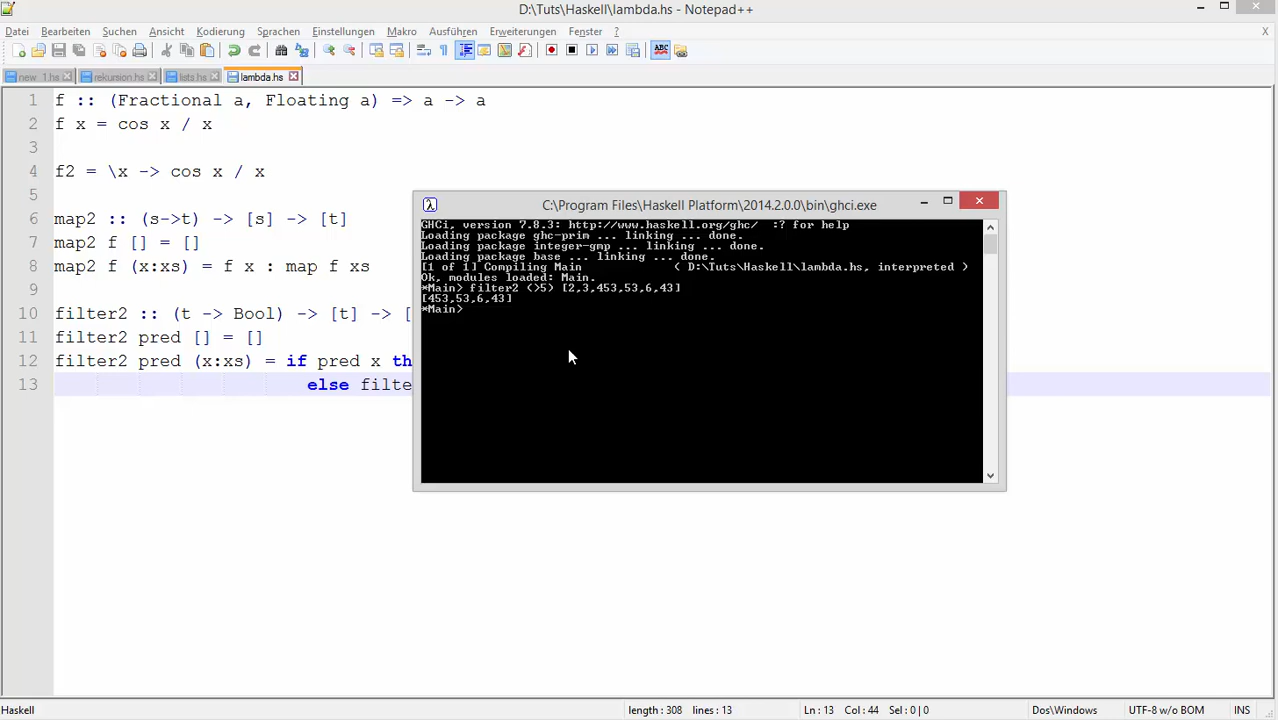 D:\Tuts\Haskell\lambda.hs - Notepad++
Datei Bearbeiten Suchen Ansicht Kodierung Sprachen Einstellungen Makro Ausführen Erweiterungen Fenster ? X
new 1.hs rekursion.hs lists.hs lambda.hs
1 f :: (Fractional a, Floating a) => a -> a
2 f x = cos x / x
3
4 f2 = \x -> cos x / x
5
6 map2 :: (s->t) -> [s] -> [t]
7 map2 f [] = []
8 map2 f (x:xs) = f x : map f xs
9
10 filter2 :: (t -> Bool) -> [t] -> [
11 filter2 pred [] = []
12 filter2 pred (x:xs) = if pred x th
13 else filte
C:\Program Files\Haskell Platform\2014.2.0.0\bin\ghci.exe
GHCi, version 7.8.3: http://www.haskell.org/ghc/ :? for help
Loading package ghc-prim ... linking ... done.
Loading package integer-gmp ... linking ... done.
Loading package base ... linking ... done.
[1 of 1] Compiling Main ( D:\Tuts\Haskell\lambda.hs, interpreted )
Ok, modules loaded: Main.
*Main> filter2 (>5) [2,3,453,53,6,43]
[453,53,6,43]
*Main>
Haskell length : 308 lines : 13 Ln : 13 Col : 44 Sel : 0 | 0 Dos\Windows UTF-8 w/o BOM INS